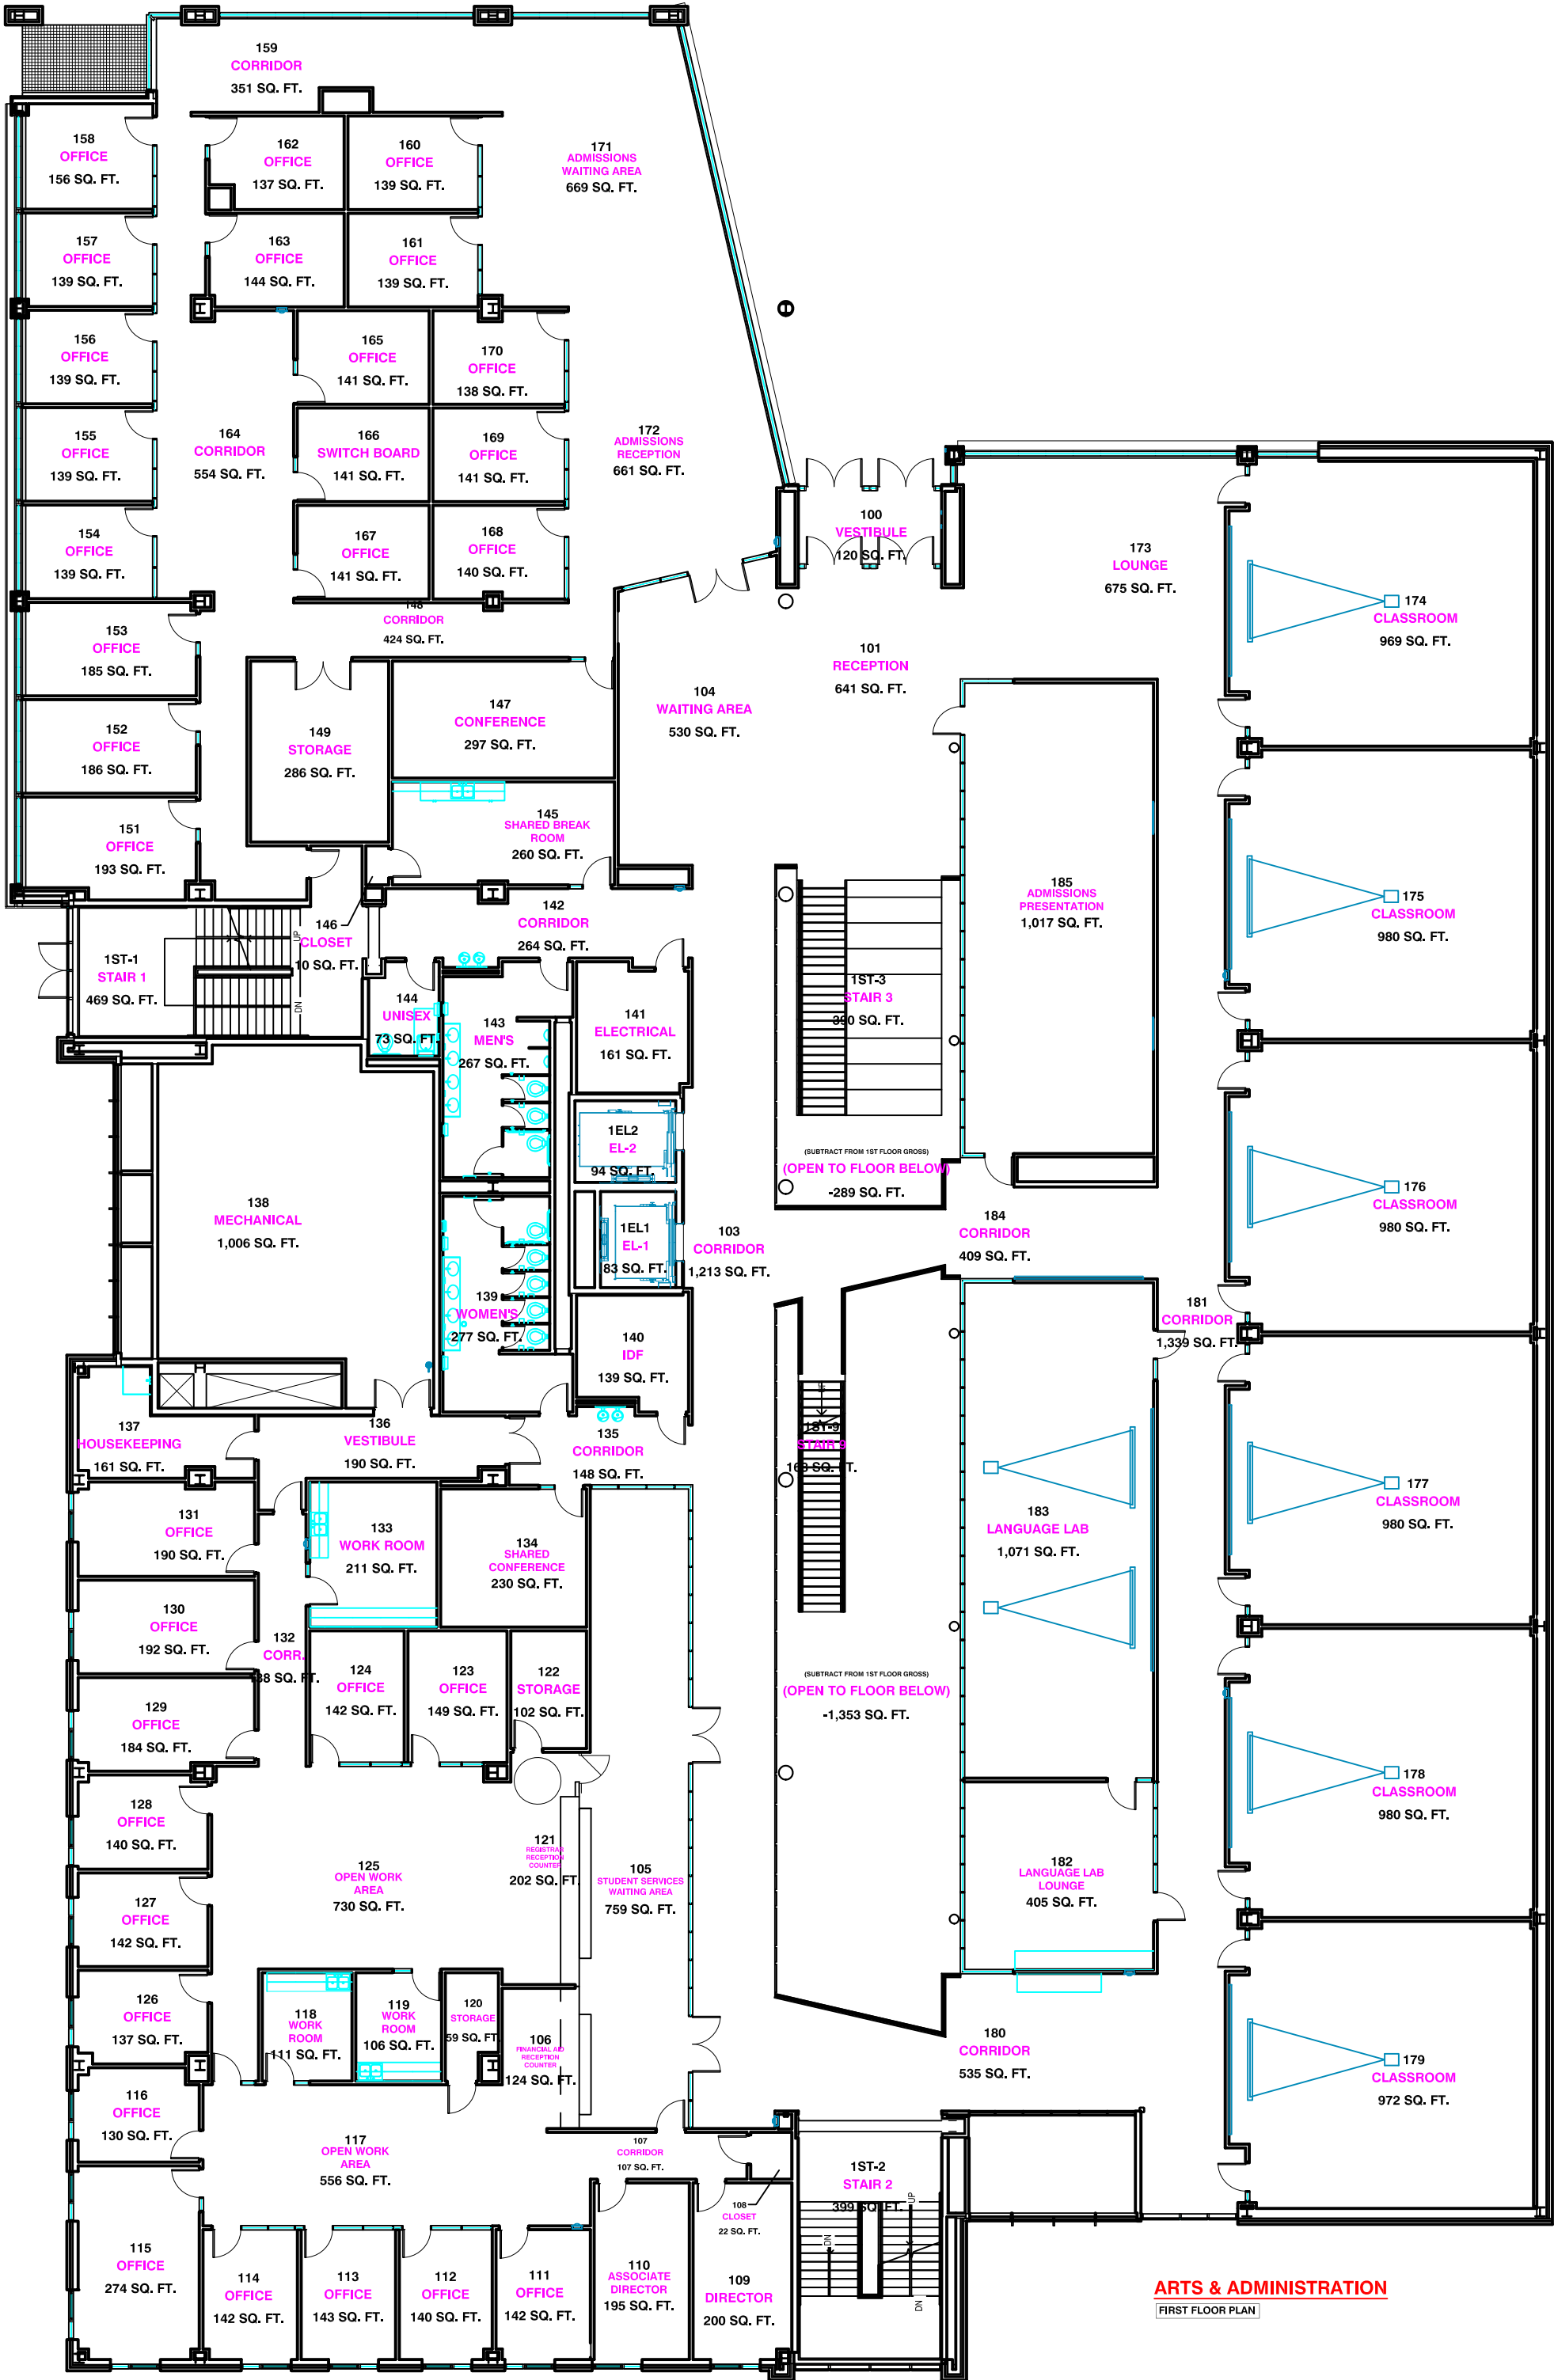 159
CORRIDOR
351 SQ. FT.
158
OFFICE
156 SQ. FT.
162
OFFICE
137 SQ. FT.
160
OFFICE
139 SQ. FT.
171
ADMISSIONS
WAITING AREA
669 SQ. FT.
157
OFFICE
139 SQ. FT.
163
OFFICE
144 SQ. FT.
161
OFFICE
139 SQ. FT.
156
OFFICE
139 SQ. FT.
165
OFFICE
141 SQ. FT.
170
OFFICE
138 SQ. FT.
155
OFFICE
139 SQ. FT.
164
CORRIDOR
554 SQ. FT.
166
SWITCH BOARD
141 SQ. FT.
169
OFFICE
141 SQ. FT.
172
ADMISSIONS
RECEPTION
661 SQ. FT.
154
OFFICE
139 SQ. FT.
167
OFFICE
141 SQ. FT.
168
OFFICE
140 SQ. FT.
100
VESTIBULE
120 SQ. FT.
173
LOUNGE
675 SQ. FT.
174
CLASSROOM
969 SQ. FT.
148
CORRIDOR
424 SQ. FT.
153
OFFICE
185 SQ. FT.
101
RECEPTION
641 SQ. FT.
104
WAITING AREA
530 SQ. FT.
152
OFFICE
186 SQ. FT.
149
STORAGE
286 SQ. FT.
147
CONFERENCE
297 SQ. FT.
151
OFFICE
193 SQ. FT.
145
SHARED BREAK
ROOM
260 SQ. FT.
185
ADMISSIONS
PRESENTATION
1,017 SQ. FT.
175
CLASSROOM
980 SQ. FT.
146
CLOSET
10 SQ. FT.
142
CORRIDOR
264 SQ. FT.
1ST-1
STAIR 1
469 SQ. FT.
UP
DN
144
UNISEX
73 SQ. FT.
143
MEN'S
267 SQ. FT.
141
ELECTRICAL
161 SQ. FT.
1ST-3
STAIR 3
390 SQ. FT.
1EL2
EL-2
94 SQ. FT.
(SUBTRACT FROM 1ST FLOOR GROSS)
(OPEN TO FLOOR BELOW)
-289 SQ. FT.
176
CLASSROOM
980 SQ. FT.
138
MECHANICAL
1,006 SQ. FT.
1EL1
EL-1
83 SQ. FT.
103
CORRIDOR
1,213 SQ. FT.
184
CORRIDOR
409 SQ. FT.
139
WOMEN'S
277 SQ. FT.
140
IDF
139 SQ. FT.
181
CORRIDOR
1,339 SQ. FT.
137
HOUSEKEEPING
161 SQ. FT.
136
VESTIBULE
190 SQ. FT.
135
CORRIDOR
148 SQ. FT.
UP
1ST-9
STAIR 9
SQ. FT.
177
CLASSROOM
980 SQ. FT.
131
OFFICE
190 SQ. FT.
133
WORK ROOM
211 SQ. FT.
134
SHARED
CONFERENCE
230 SQ. FT.
183
LANGUAGE LAB
1,071 SQ. FT.
130
OFFICE
192 SQ. FT.
132
CORR.
SQ. FT.
124
OFFICE
142 SQ. FT.
123
OFFICE
149 SQ. FT.
122
STORAGE
102 SQ. FT.
(SUBTRACT FROM 1ST FLOOR GROSS)
(OPEN TO FLOOR BELOW)
-1,353 SQ. FT.
129
OFFICE
184 SQ. FT.
178
CLASSROOM
980 SQ. FT.
128
OFFICE
140 SQ. FT.
125
OPEN WORK
AREA
730 SQ. FT.
121
REGISTRAR
RECEPTION
COUNTER
202 SQ. FT.
105
STUDENT SERVICES
WAITING AREA
759 SQ. FT.
182
LANGUAGE LAB
LOUNGE
405 SQ. FT.
127
OFFICE
142 SQ. FT.
126
OFFICE
137 SQ. FT.
118
WORK
ROOM
111 SQ. FT.
119
WORK
ROOM
106 SQ. FT.
120
STORAGE
59 SQ. FT.
106
FINANCIAL AID
RECEPTION
COUNTER
124 SQ. FT.
180
CORRIDOR
535 SQ. FT.
179
CLASSROOM
972 SQ. FT.
116
OFFICE
130 SQ. FT.
117
OPEN WORK
AREA
556 SQ. FT.
107
CORRIDOR
107 SQ. FT.
1ST-2
STAIR 2
399 SQ. FT.
UP
DN
DN
108
CLOSET
22 SQ. FT.
115
OFFICE
274 SQ. FT.
114
OFFICE
142 SQ. FT.
113
OFFICE
143 SQ. FT.
112
OFFICE
140 SQ. FT.
111
OFFICE
142 SQ. FT.
110
ASSOCIATE
DIRECTOR
195 SQ. FT.
109
DIRECTOR
200 SQ. FT.
ARTS & ADMINISTRATION
FIRST FLOOR PLAN